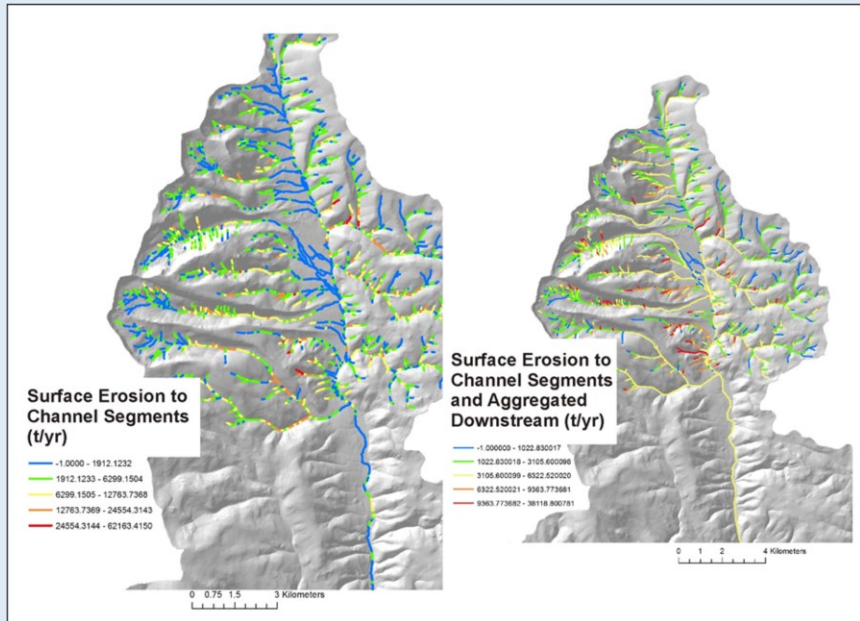 Surface Erosion to
Channel Segments
(t/yr)
-1.0000 - 1912.1232
1912.1233 - 6299.1504
6299.1505 - 12763.7368
12763.7369 - 24554.3143
24554.3144 - 62163.4150
0 0.75 1.5 3 Kilometers
Surface Erosion to
Channel Segments
and Aggregated
Downstream (t/yr)
-1.000000 - 1022.830017
1022.830018 - 3105.600098
3105.600099 - 6322.520020
6322.520021 - 9363.773681
9363.773682 - 38118.800781
0 1 2 4 Kilometers